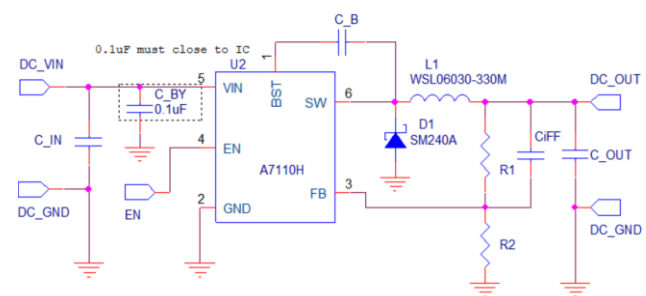 C_B
0.1uF must close to IC
1
U2
L1
WSL06030-330M
DC_VIN
DC_OUT
5
C_BY
0.1uF
VIN
BST
SW
6
C_IN
D1
SM240A
CiFF
C_OUT
4
EN
R1
A7110H
EN
2
GND
FB
3
DC_GND
DC_GND
R2